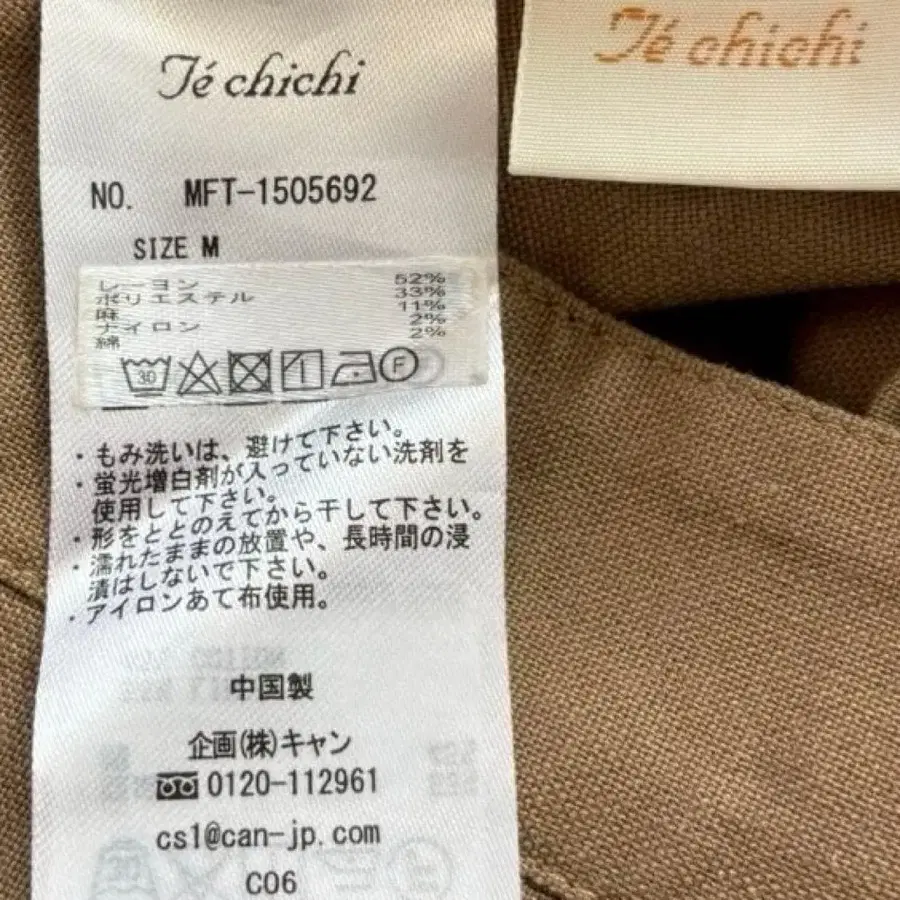 Té chichi
Té chichi
NO. MFT-1505692
SIZE M
レーヨン 52%
ポリエステル 33%
麻 11%
ナイロン 2%
綿 2%
30
F
・もみ洗いは、避けて下さい。
・蛍光増白剤が入っていない洗剤を
使用して下さい。
・形をととのえてから干して下さい。
・濡れたままの放置や、長時間の浸
漬はしないで下さい。
・アイロンあて布使用。
中国製
企画(株)キャン
0120-112961
cs1@can-jp.com
C06